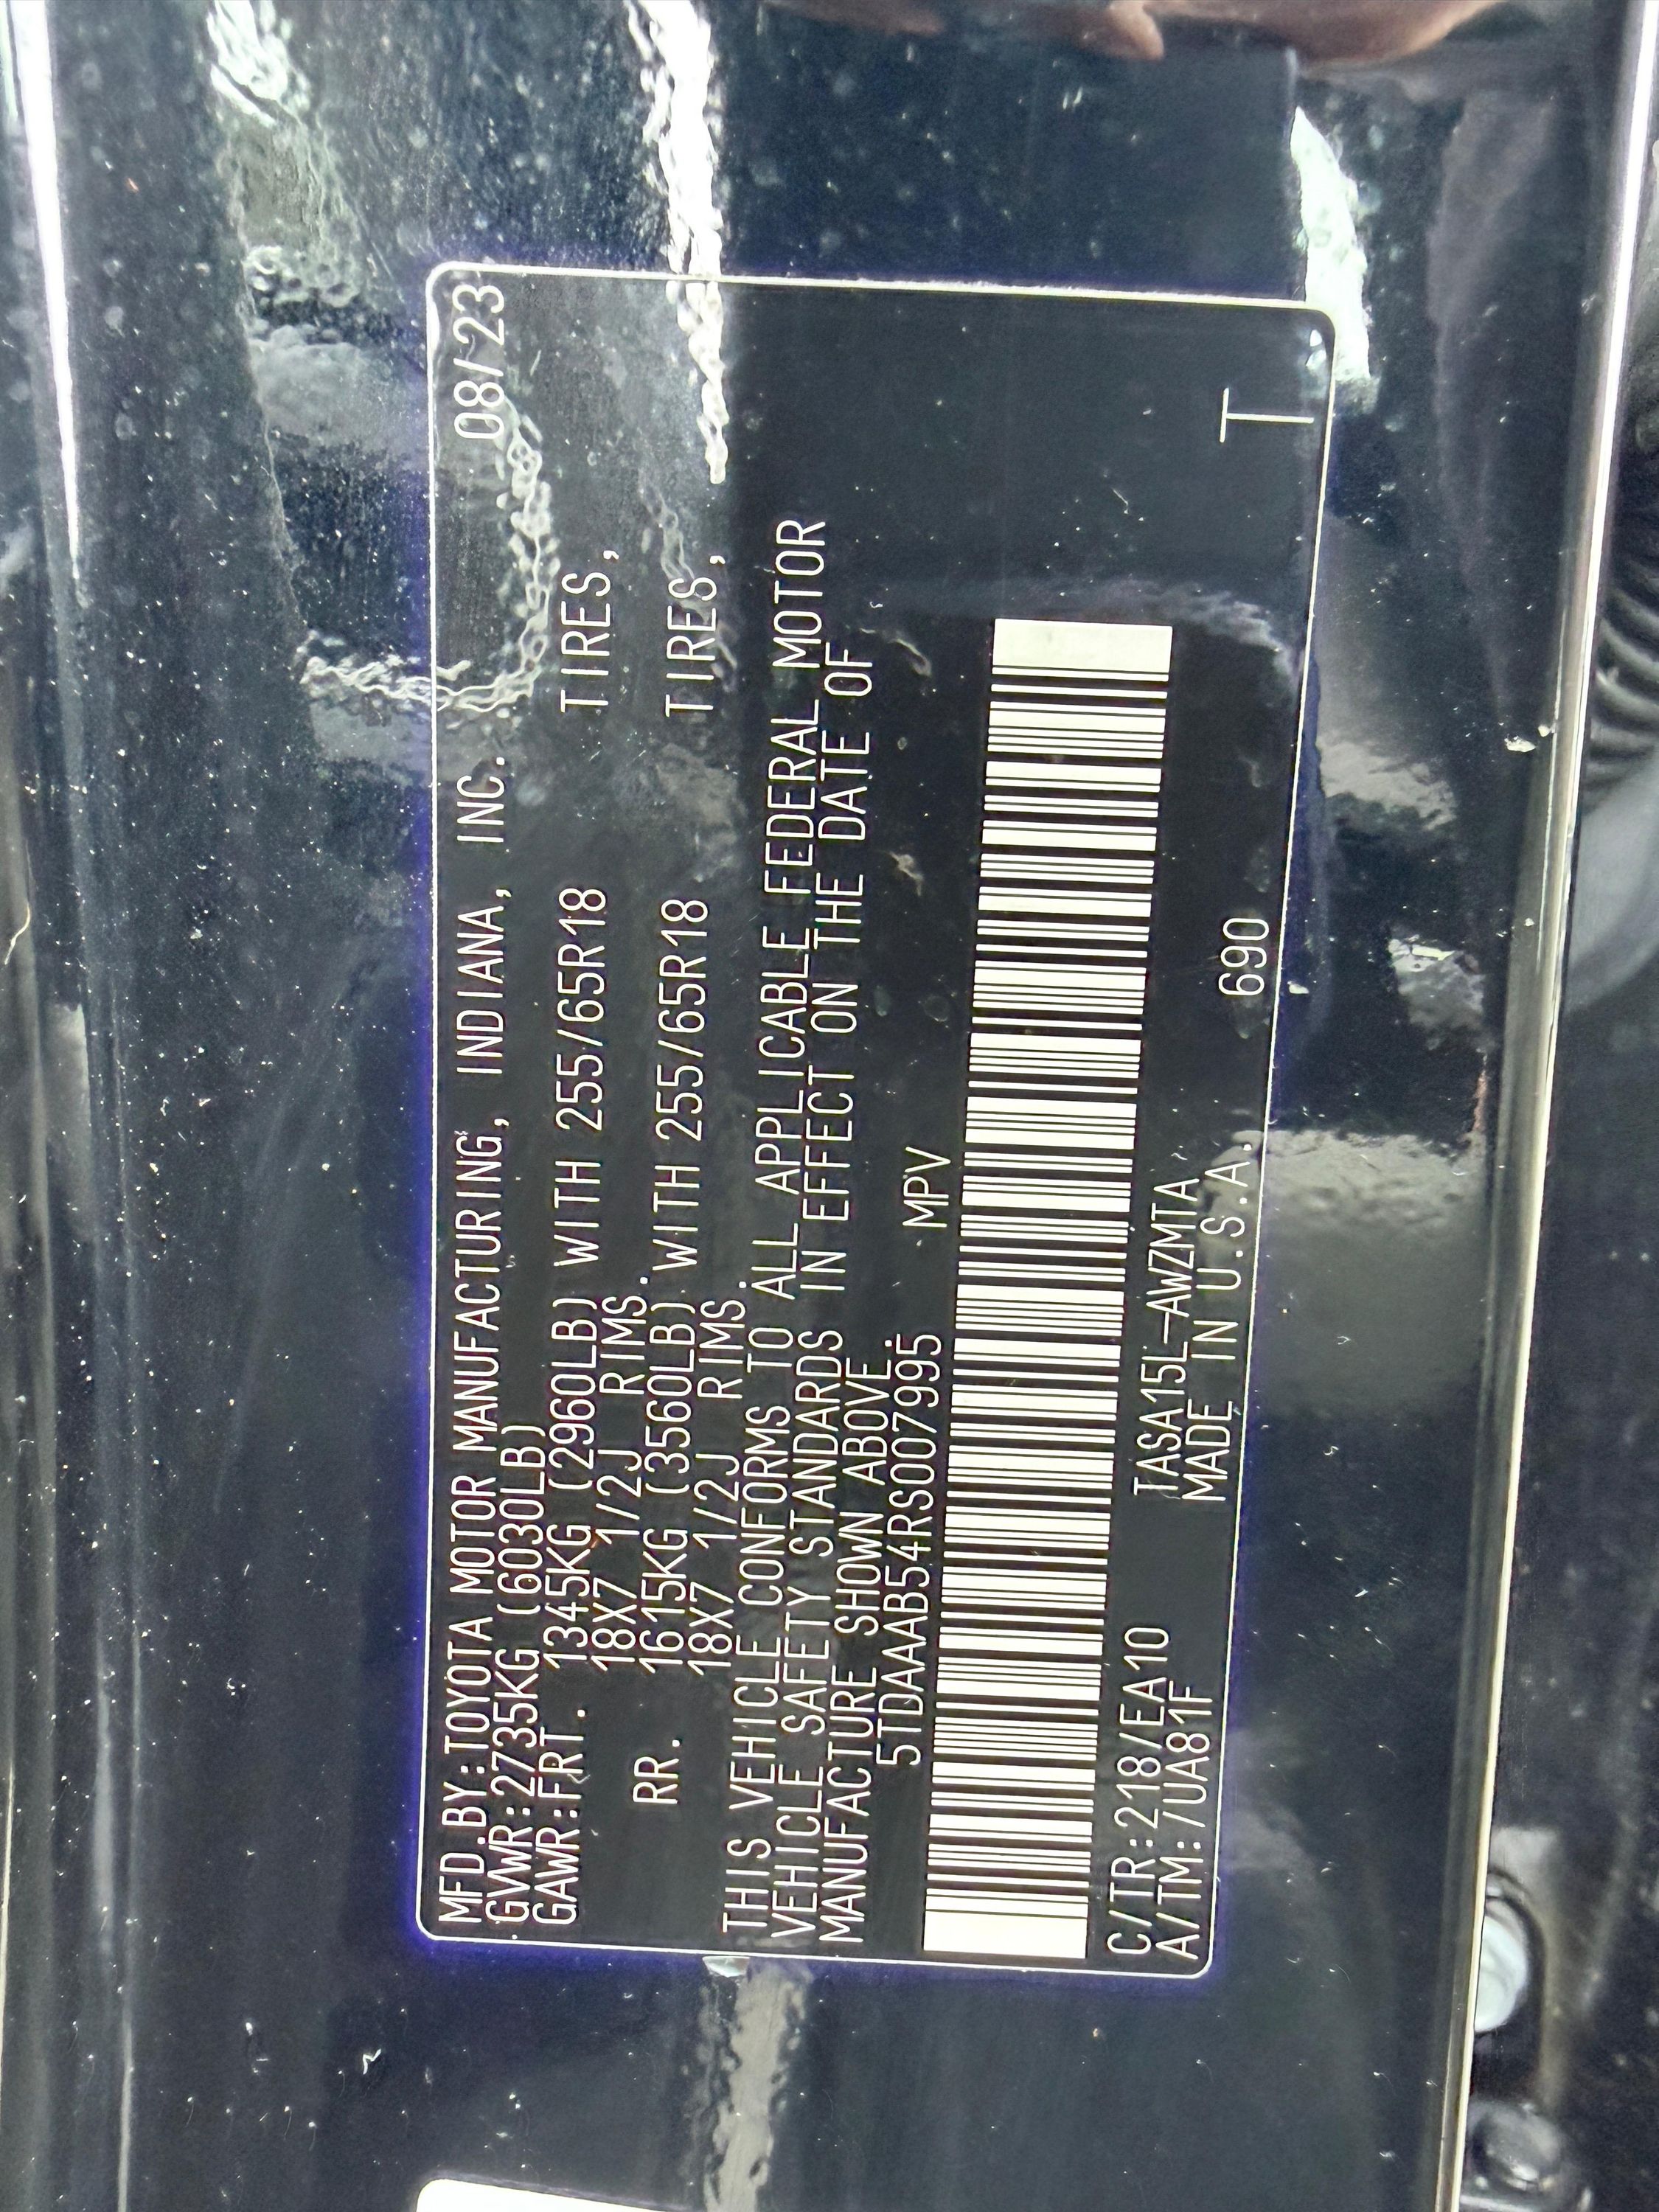 MFD.BY:TOYOTA MOTOR MANUFACTURING, INDIANA, INC. 08/23
GVWR:2735KG (6030LB)
GAWR:FRT. 1345KG (2960LB) WITH 255/65R18 TIRES,
18X7 1/2J RIMS.
RR. 1615KG (3560LB) WITH 255/65R18 TIRES,
18X7 1/2J RIMS.
THIS VEHICLE CONFORMS TO ALL APPLICABLE FEDERAL MOTOR
VEHICLE SAFETY STANDARDS IN EFFECT ON THE DATE OF
MANUFACTURE SHOWN ABOVE.
5TDAAAB54RS007995 MPV
C/TR:218/EA10 TASA15L-AWZMTA
A/TM:/UA81F MADE IN U.S.A. 690 T